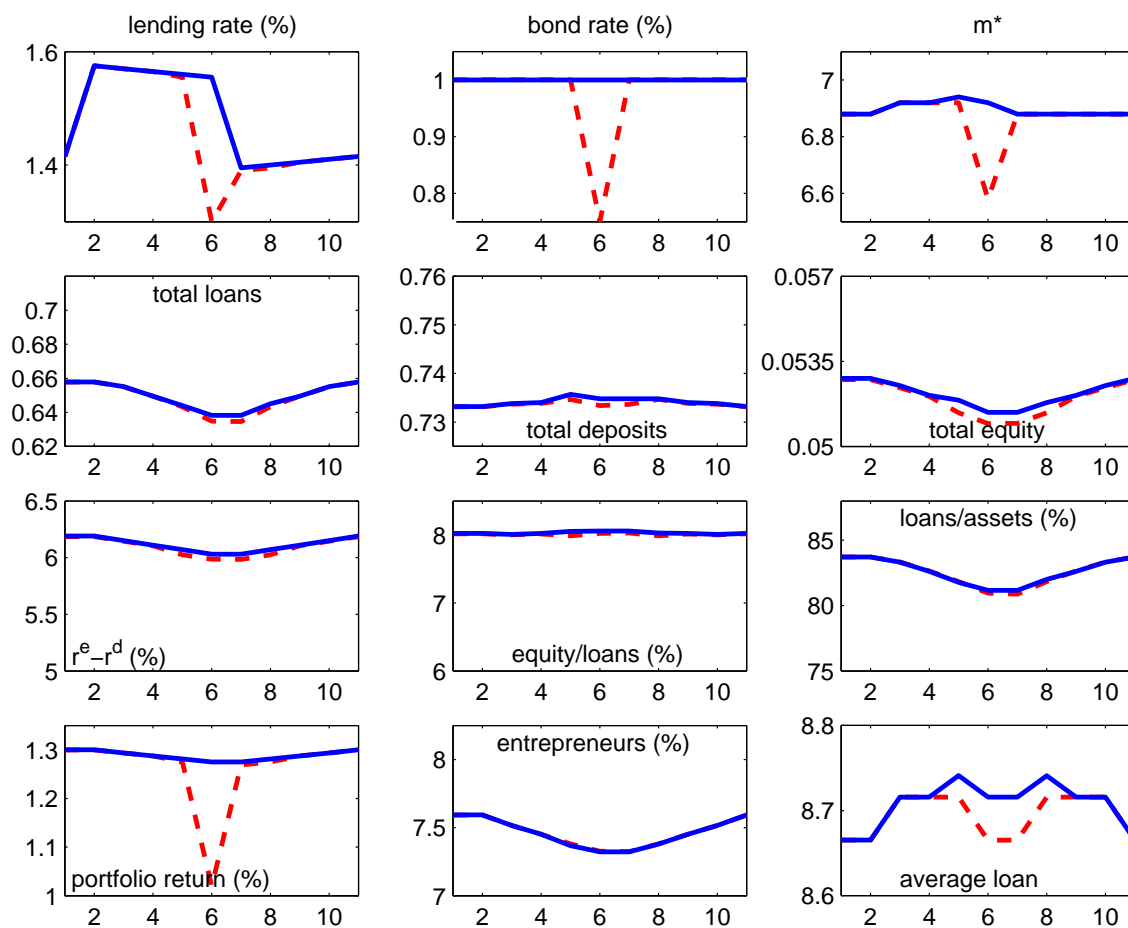 lending rate (%)
bond rate (%)
m*
1.6
1.4
2 4 6 8 10
1
0.9
0.8
2 4 6 8 10
7
6.8
6.6
2 4 6 8 10
total loans
0.7
0.68
0.66
0.64
0.62
2 4 6 8 10
0.76
0.75
0.74
0.73
total deposits
2 4 6 8 10
0.057
0.0535
0.05
total equity
2 4 6 8 10
6.5
6
5.5
5
r^e−r^d (%)
2 4 6 8 10
8
7
6
equity/loans (%)
2 4 6 8 10
loans/assets (%)
85
80
75
2 4 6 8 10
1.3
1.2
1.1
1
portfolio return (%)
2 4 6 8 10
entrepreneurs (%)
8
7.5
7
2 4 6 8 10
8.8
8.7
8.6
average loan
2 4 6 8 10